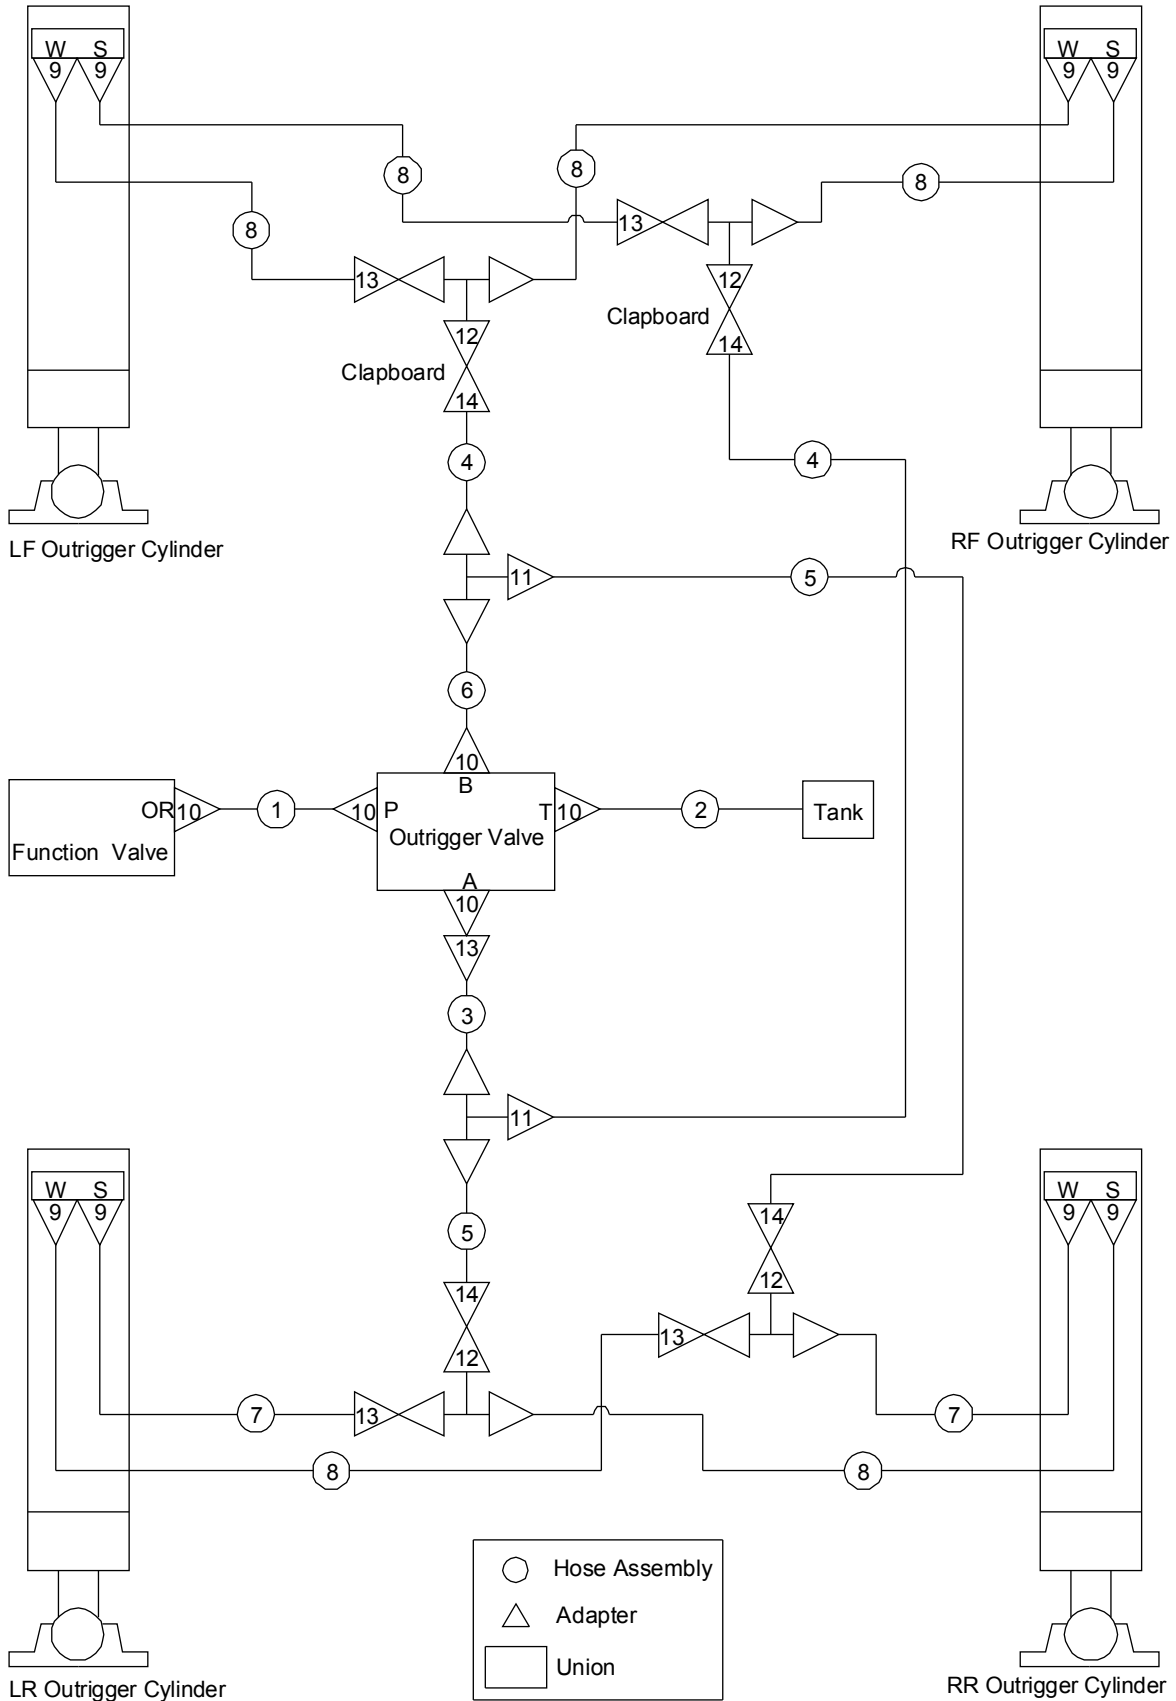 W S W S
9 9 9 9
8 8 8
13
8
13
12
Clapboard
12
14
Clapboard
14
4 4
LF Outrigger Cylinder
RF Outrigger Cylinder
11 5
6
10
B
OR 10 1 10 P T 10 2 Tank
Outrigger Valve
Function Valve
A
10
13
3
11
W S W S
9 9 9 9
14
5
12
14
13
12
7 13 7
8 8
Hose Assembly
Adapter
Union
LR Outrigger Cylinder
RR Outrigger Cylinder